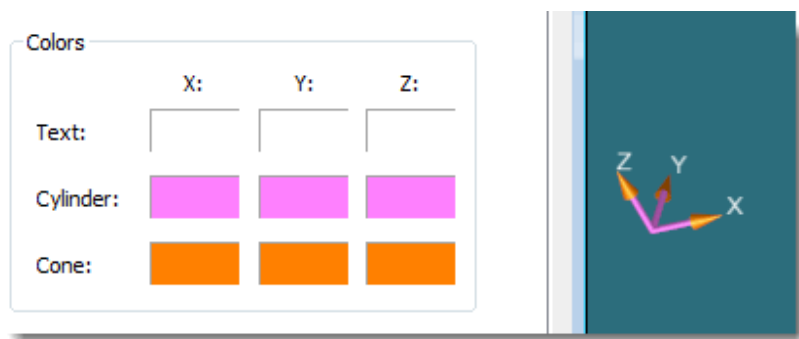 Colors
X: Y: Z:
Text:
Cylinder:
Cone:
Z Y
X